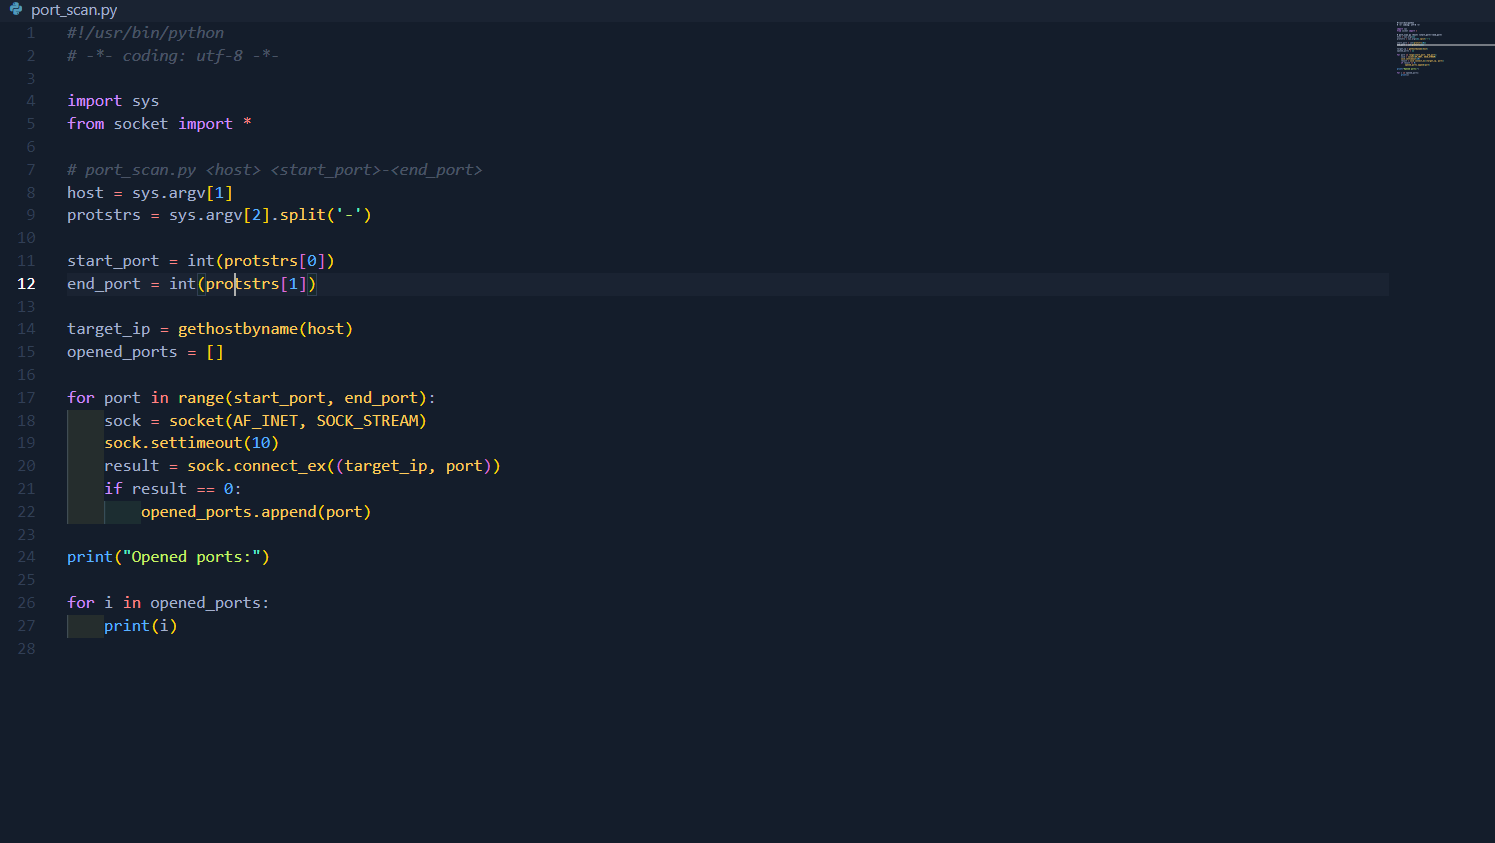 port_scan.py
1 #!/usr/bin/python
2 # -*- coding: utf-8 -*-
3
4 import sys
5 from socket import *
6
7 # port_scan.py <host> <start_port>-<end_port>
8 host = sys.argv[1]
9 protstrs = sys.argv[2].split('-')
10
11 start_port = int(protstrs[0])
12 end_port = int(protstrs[1])
13
14 target_ip = gethostbyname(host)
15 opened_ports = []
16
17 for port in range(start_port, end_port):
18     sock = socket(AF_INET, SOCK_STREAM)
19     sock.settimeout(10)
20     result = sock.connect_ex((target_ip, port))
21     if result == 0:
22         opened_ports.append(port)
23
24 print("Opened ports:")
25
26 for i in opened_ports:
27     print(i)
28